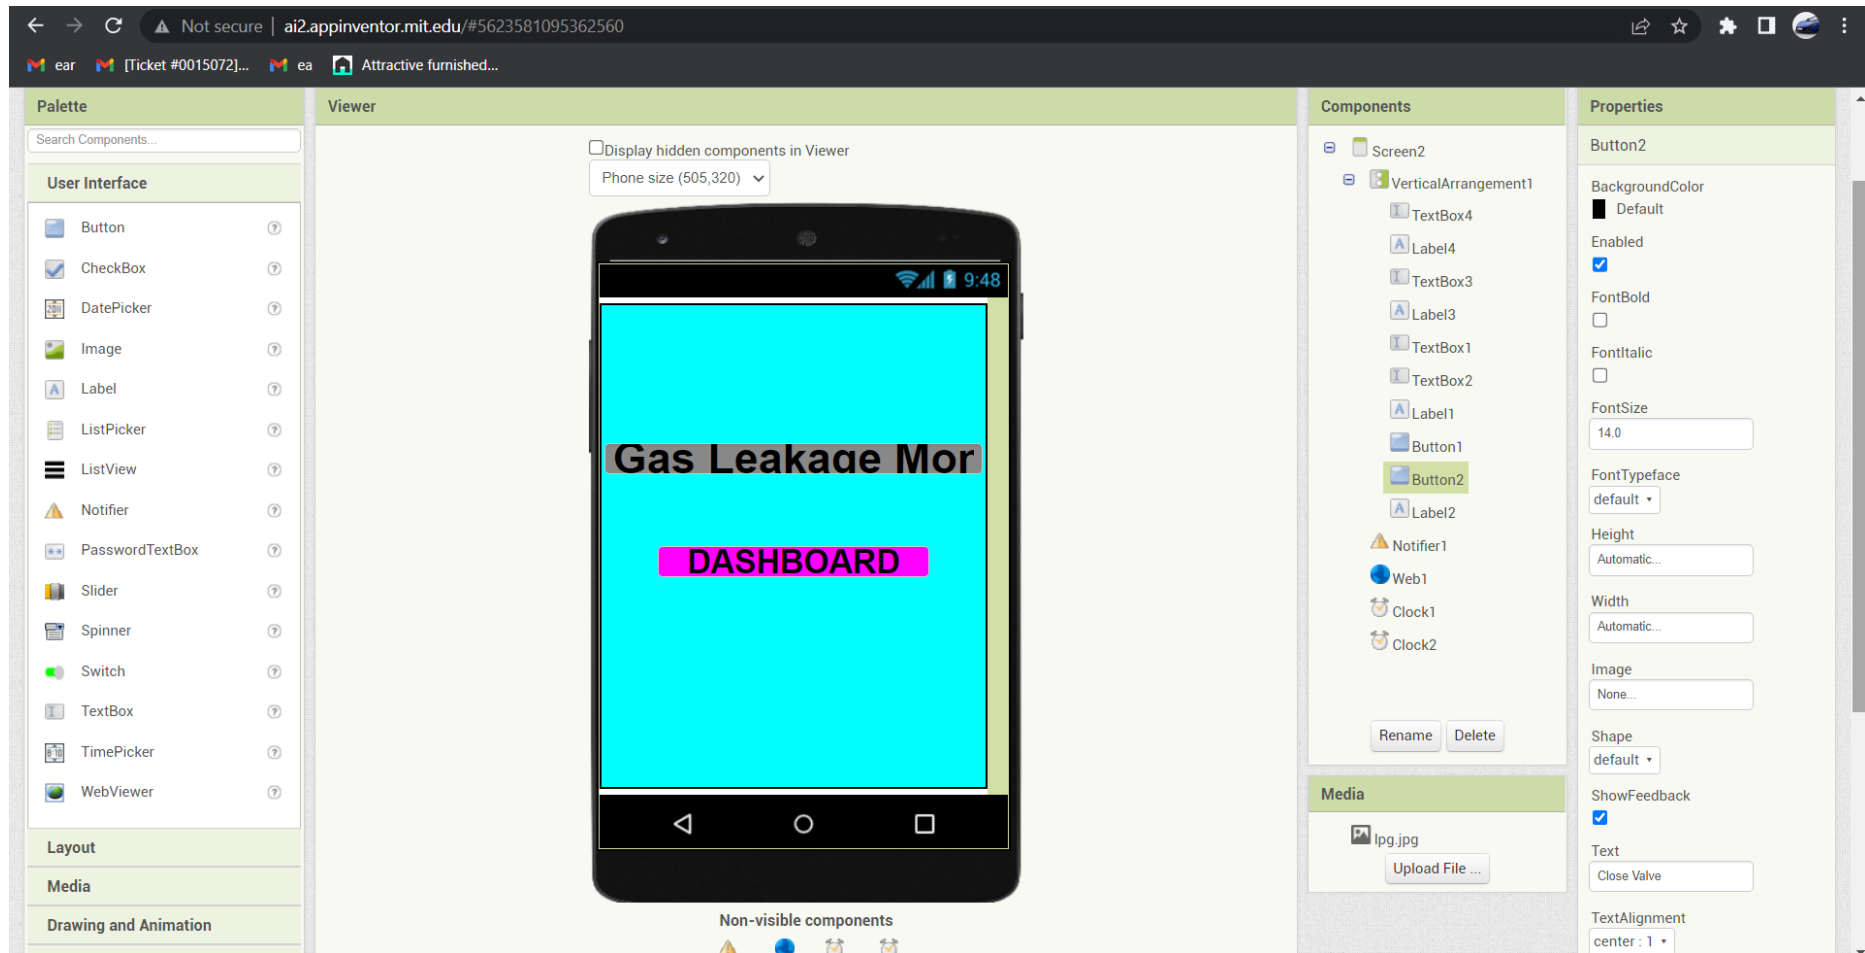 Not secure | ai2.appinventor.mit.edu/#5623581095362560
ear
[Ticket #0015072]...
ea
Attractive furnished...
Palette
Search Components...
User Interface
Button
CheckBox
DatePicker
Image
Label
ListPicker
ListView
Notifier
PasswordTextBox
Slider
Spinner
Switch
TextBox
TimePicker
WebViewer
Layout
Media
Drawing and Animation
Viewer
Display hidden components in Viewer
Phone size (505,320)
9:48
Gas Leakage Mor
DASHBOARD
Non-visible components
Components
Screen2
VerticalArrangement1
TextBox4
Label4
TextBox3
Label3
TextBox1
TextBox2
Label1
Button1
Button2
Label2
Notifier1
Web1
Clock1
Clock2
Rename
Delete
Media
lpg.jpg
Upload File ...
Properties
Button2
BackgroundColor
Default
Enabled
FontBold
FontItalic
FontSize
14.0
FontTypeface
default
Height
Automatic...
Width
Automatic...
Image
None...
Shape
default
ShowFeedback
Text
Close Valve
TextAlignment
center : 1